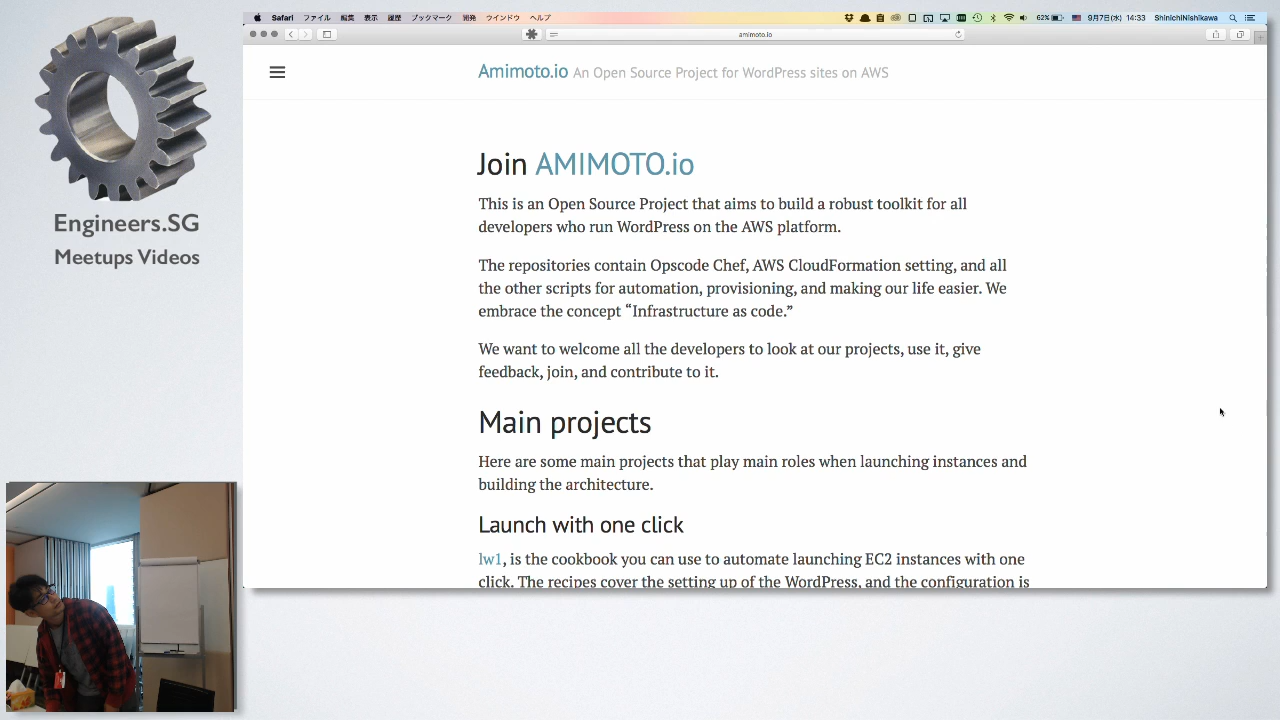 Engineers.SG
Meetups Videos
Safari ファイル 編集 表示 履歴 ブックマーク 開発 ウインドウ ヘルプ
62% 9月7日(水) 14:33 ShinichiNishikawa
amimoto.io
Amimoto.io An Open Source Project for WordPress sites on AWS
Join AMIMOTO.io
This is an Open Source Project that aims to build a robust toolkit for all
developers who run WordPress on the AWS platform.
The repositories contain Opscode Chef, AWS CloudFormation setting, and all
the other scripts for automation, provisioning, and making our life easier. We
embrace the concept “Infrastructure as code.”
We want to welcome all the developers to look at our projects, use it, give
feedback, join, and contribute to it.
Main projects
Here are some main projects that play main roles when launching instances and
building the architecture.
Launch with one click
lw1, is the cookbook you can use to automate launching EC2 instances with one
click. The recipes cover the setting up of the WordPress, and the configuration is